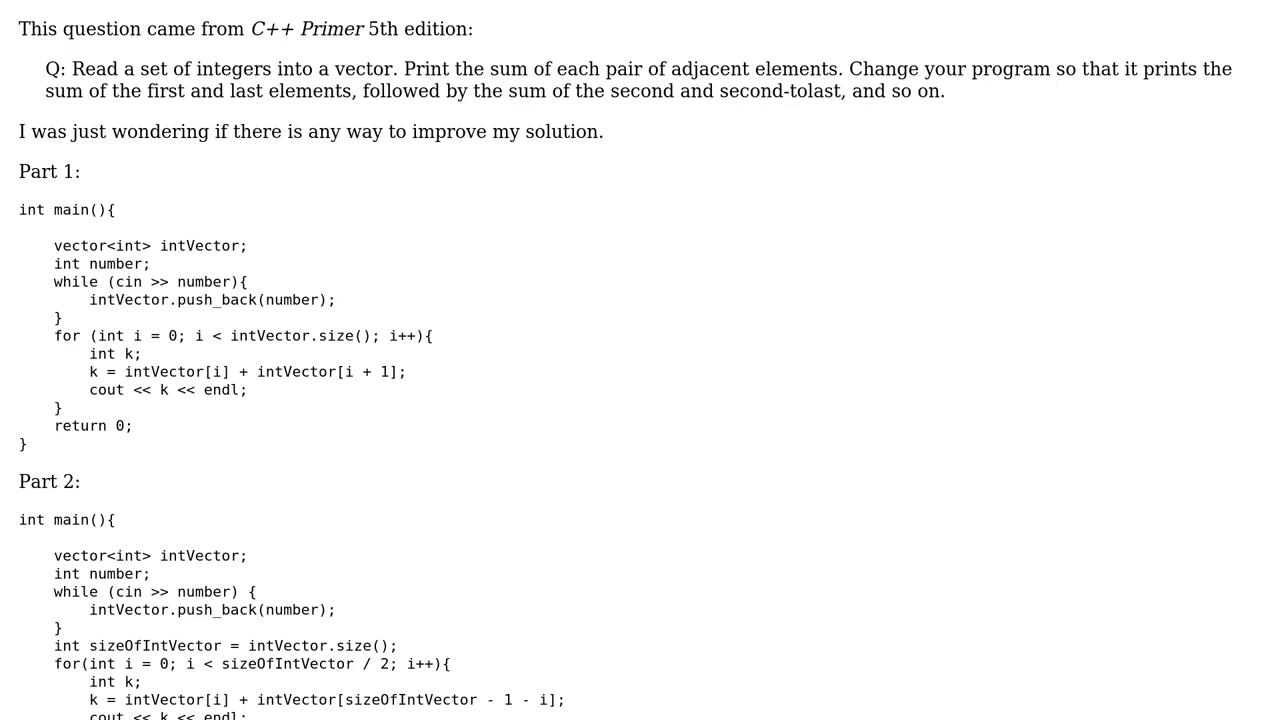 This question came from C++ Primer 5th edition:
Q: Read a set of integers into a vector. Print the sum of each pair of adjacent elements. Change your program so that it prints the
sum of the first and last elements, followed by the sum of the second and second-tolast, and so on.
I was just wondering if there is any way to improve my solution.
Part 1:
int main(){
    vector<int> intVector;
    int number;
    while (cin >> number){
        intVector.push_back(number);
    }
    for (int i = 0; i < intVector.size(); i++){
        int k;
        k = intVector[i] + intVector[i + 1];
        cout << k << endl;
    }
    return 0;
}
Part 2:
int main(){
    vector<int> intVector;
    int number;
    while (cin >> number) {
        intVector.push_back(number);
    }
    int sizeOfIntVector = intVector.size();
    for(int i = 0; i < sizeOfIntVector / 2; i++){
        int k;
        k = intVector[i] + intVector[sizeOfIntVector - 1 - i];
        cout << k << endl;